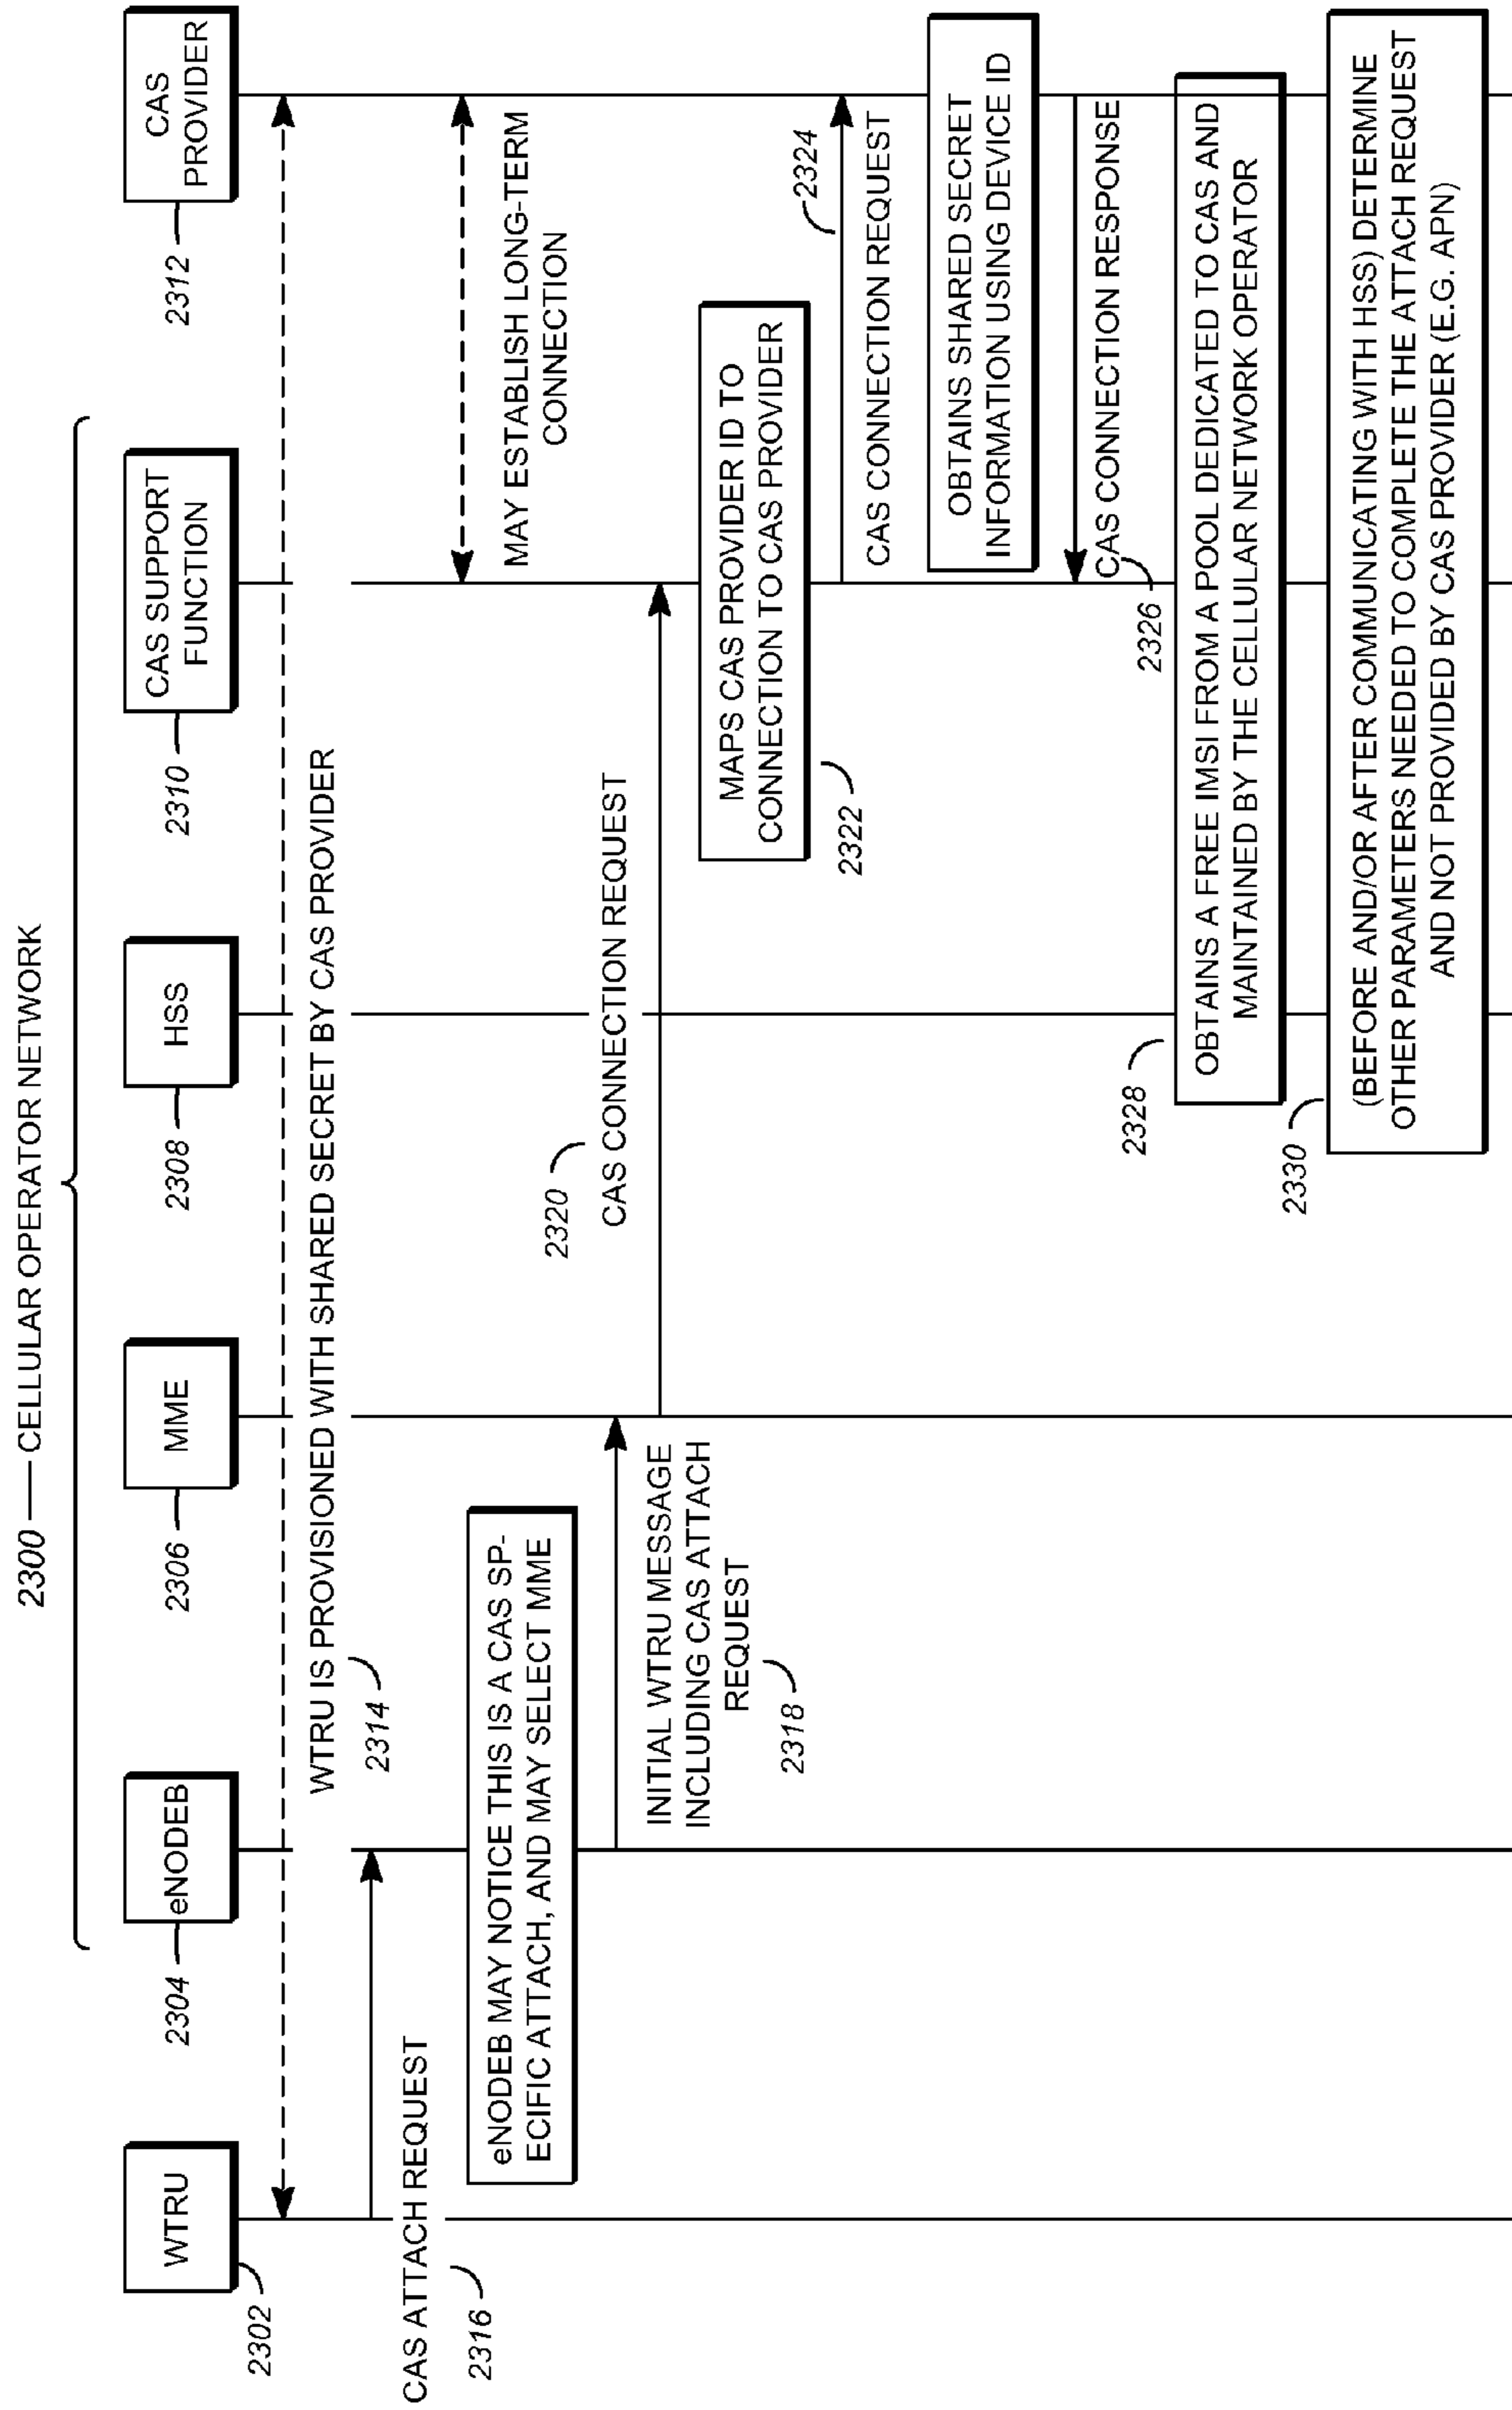 2300 — CELLULAR OPERATOR NETWORK
WTRU
2302
eNODEB
2304
MME
2306
HSS
2308
CAS SUPPORT
FUNCTION
2310
CAS
PROVIDER
2312
WTRU IS PROVISIONED WITH SHARED SECRET BY CAS PROVIDER
2314
CAS ATTACH REQUEST
2316
eNODEB MAY NOTICE THIS IS A CAS SP-
ECIFIC ATTACH, AND MAY SELECT MME
MAY ESTABLISH LONG-TERM
CONNECTION
INITIAL WTRU MESSAGE
INCLUDING CAS ATTACH
REQUEST
2318
2320
CAS CONNECTION REQUEST
MAPS CAS PROVIDER ID TO
CONNECTION TO CAS PROVIDER
2322
2324
CAS CONNECTION REQUEST
OBTAINS SHARED SECRET
INFORMATION USING DEVICE ID
CAS CONNECTION RESPONSE
2326
2328
OBTAINS A FREE IMSI FROM A POOL DEDICATED TO CAS AND
MAINTAINED BY THE CELLULAR NETWORK OPERATOR
2330
(BEFORE AND/OR AFTER COMMUNICATING WITH HSS) DETERMINE
OTHER PARAMETERS NEEDED TO COMPLETE THE ATTACH REQUEST
AND NOT PROVIDED BY CAS PROVIDER (E.G. APN)